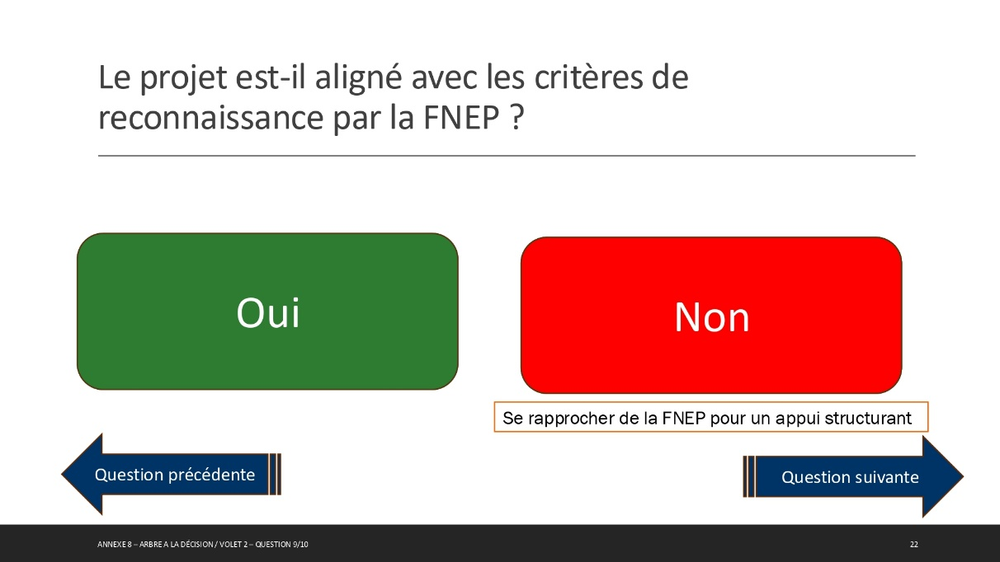 Le projet est-il aligné avec les critères de
reconnaissance par la FNEP ?
Oui
Non
Se rapprocher de la FNEP pour un appui structurant
Question précédente
Question suivante
ANNEXE 8 – ARBRE A LA DÉCISION / VOLET 2 – QUESTION 9/10
22